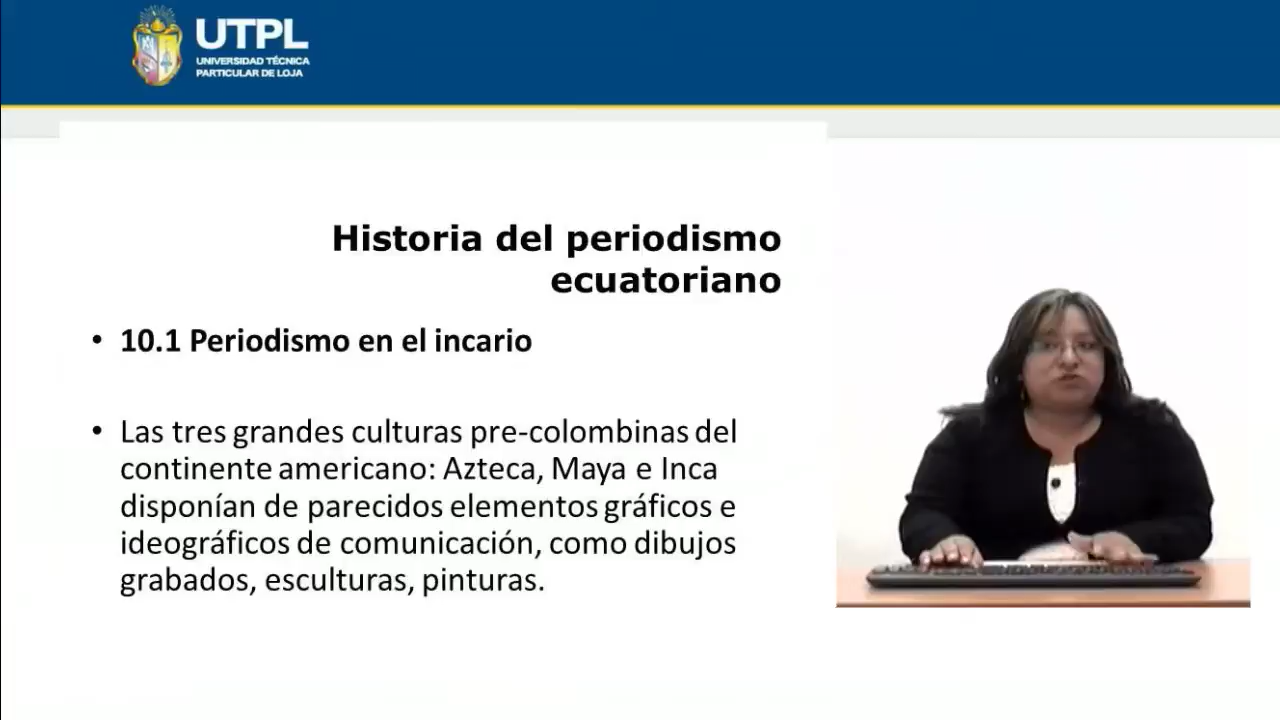 UTPL
UNIVERSIDAD TÉCNICA
PARTICULAR DE LOJA
Historia del periodismo
ecuatoriano
• 10.1 Periodismo en el incario
• Las tres grandes culturas pre-colombinas del
continente americano: Azteca, Maya e Inca
disponían de parecidos elementos gráficos e
ideográficos de comunicación, como dibujos
grabados, esculturas, pinturas.